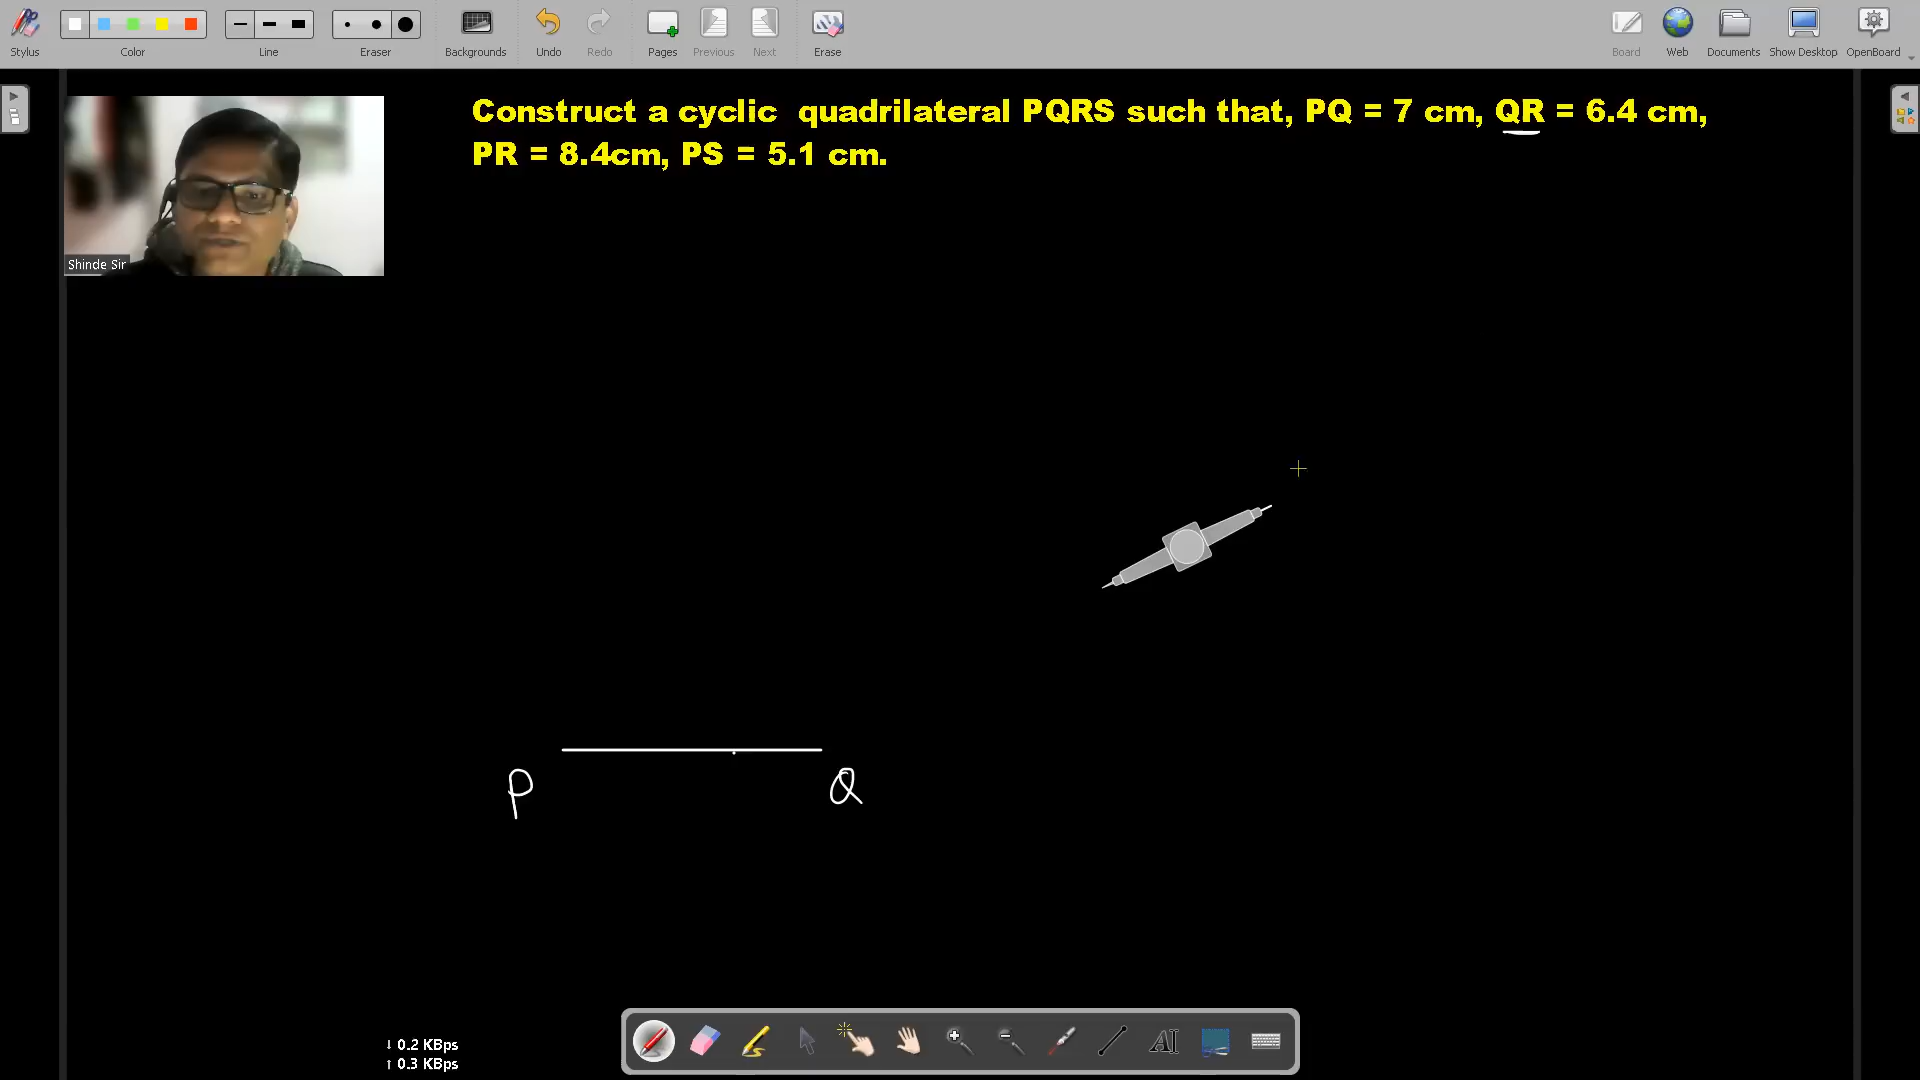 Stylus Color Line Eraser Backgrounds Undo Redo Pages Previous Next Erase Board Web Documents Show Desktop OpenBoard
Construct a cyclic quadrilateral PQRS such that, PQ = 7 cm, QR = 6.4 cm,
PR = 8.4cm, PS = 5.1 cm.
Shinde Sir
P Q
AI
↓ 0.2 KBps
↑ 0.3 KBps